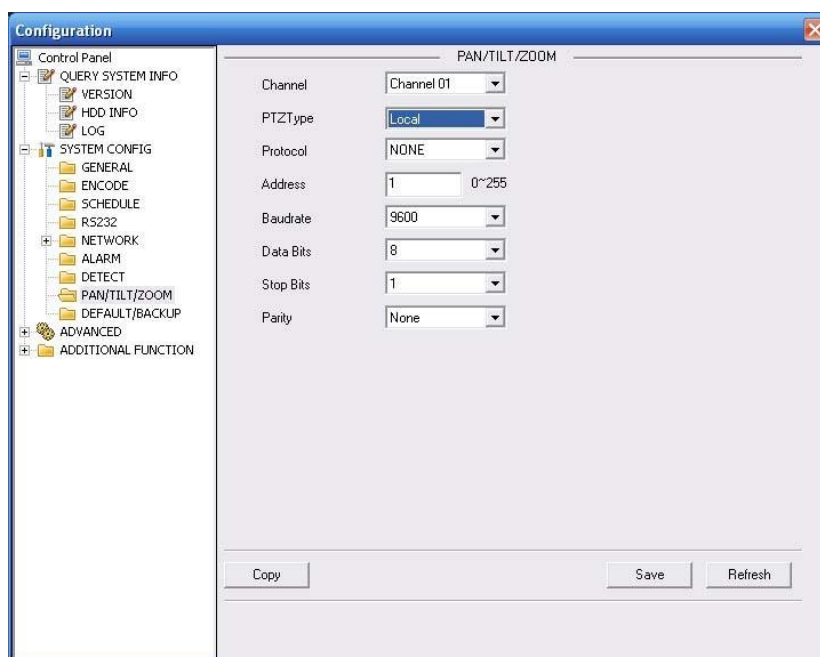 Configuration
Control Panel
QUERY SYSTEM INFO
VERSION
HDD INFO
LOG
SYSTEM CONFIG
GENERAL
ENCODE
SCHEDULE
RS232
NETWORK
ALARM
DETECT
PAN/TILT/ZOOM
DEFAULT/BACKUP
ADVANCED
ADDITIONAL FUNCTION
PAN/TILT/ZOOM
Channel Channel 01
PTZType Local
Protocol NONE
Address 1 0~255
Baudrate 9600
Data Bits 8
Stop Bits 1
Parity None
Copy Save Refresh